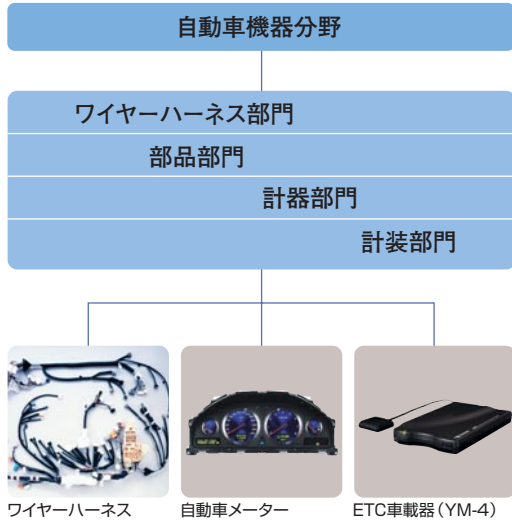 自動車機器分野
ワイヤーハーネス部門
部品部門
計器部門
計装部門
ワイヤーハーネス 自動車メーター ETC車載器(YM-4)